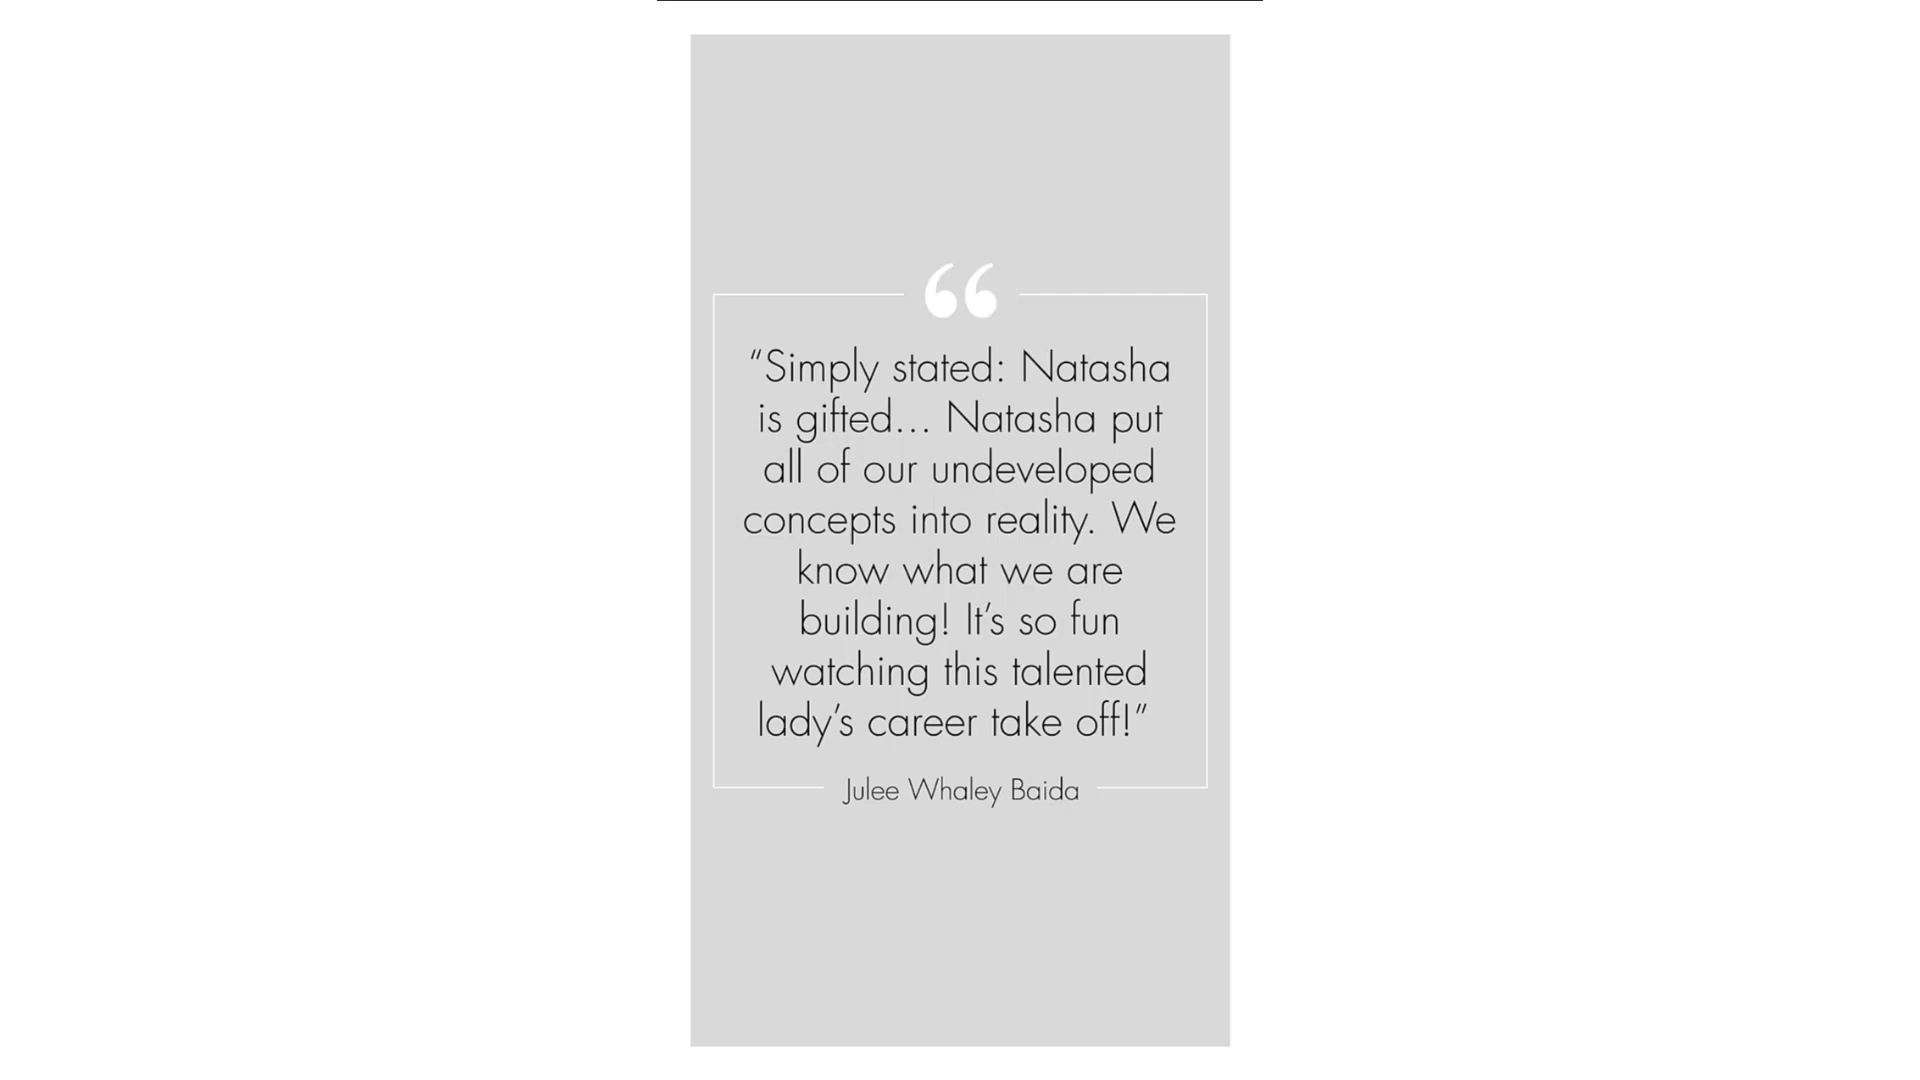 “
“Simply stated: Natasha
is gifted... Natasha put
all of our undeveloped
concepts into reality. We
know what we are
building! It’s so fun
watching this talented
lady’s career take off!”
Julee Whaley Baida